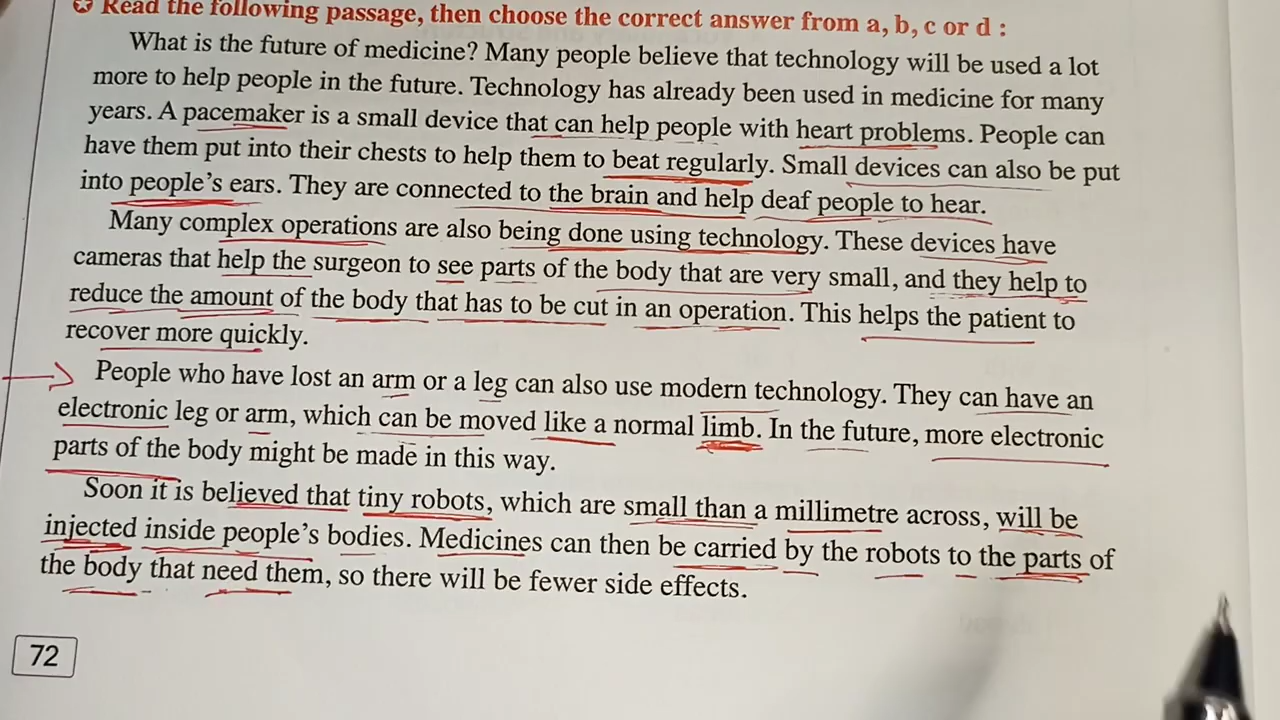 ✪ Read the following passage, then choose the correct answer from a, b, c or d :
What is the future of medicine? Many people believe that technology will be used a lot
more to help people in the future. Technology has already been used in medicine for many
years. A pacemaker is a small device that can help people with heart problems. People can
have them put into their chests to help them to beat regularly. Small devices can also be put
into people's ears. They are connected to the brain and help deaf people to hear.
Many complex operations are also being done using technology. These devices have
cameras that help the surgeon to see parts of the body that are very small, and they help to
reduce the amount of the body that has to be cut in an operation. This helps the patient to
recover more quickly.
People who have lost an arm or a leg can also use modern technology. They can have an
electronic leg or arm, which can be moved like a normal limb. In the future, more electronic
parts of the body might be made in this way.
Soon it is believed that tiny robots, which are small than a millimetre across, will be
injected inside people's bodies. Medicines can then be carried by the robots to the parts of
the body that need them, so there will be fewer side effects.
72